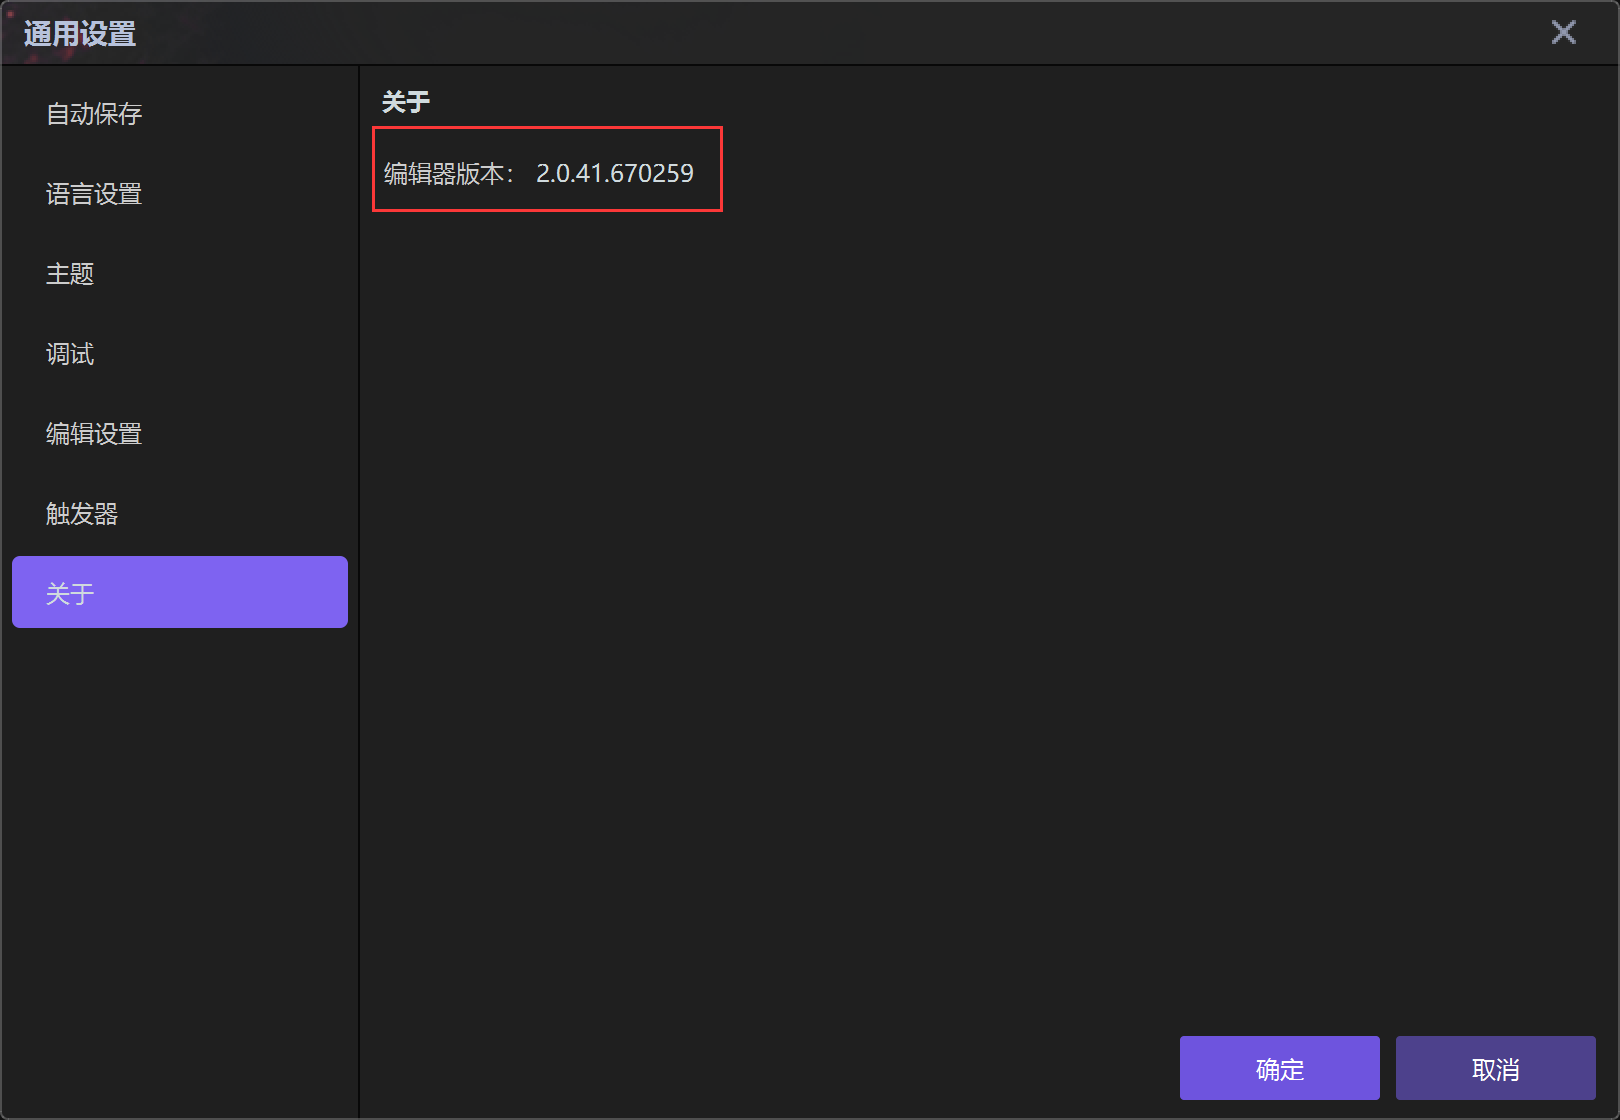 通用设置
自动保存
语言设置
主题
调试
编辑设置
触发器
关于
关于
编辑器版本： 2.0.41.670259
确定
取消